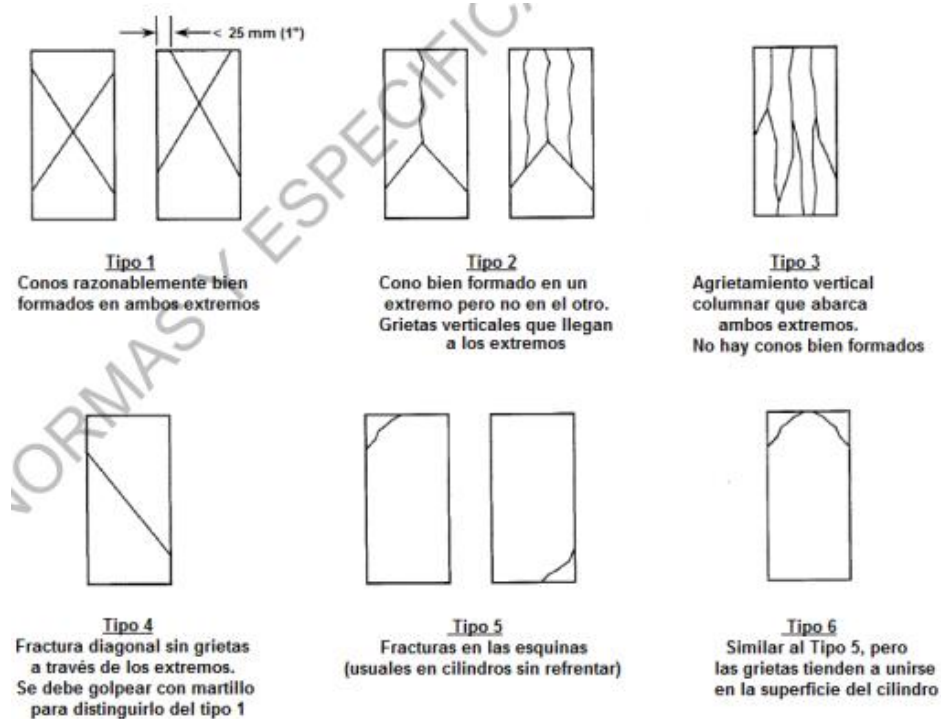 < 25 mm (1")
NORMAS Y ESPECIFIC
Tipo 1
Conos razonablemente bien
formados en ambos extremos
Tipo 2
Cono bien formado en un
extremo pero no en el otro.
Grietas verticales que llegan
a los extremos
Tipo 3
Agrietamiento vertical
columnar que abarca
ambos extremos.
No hay conos bien formados
Tipo 4
Fractura diagonal sin grietas
a través de los extremos.
Se debe golpear con martillo
para distinguirlo del tipo 1
Tipo 5
Fracturas en las esquinas
(usuales en cilindros sin refrentar)
Tipo 6
Similar al Tipo 5, pero
las grietas tienden a unirse
en la superficie del cilindro